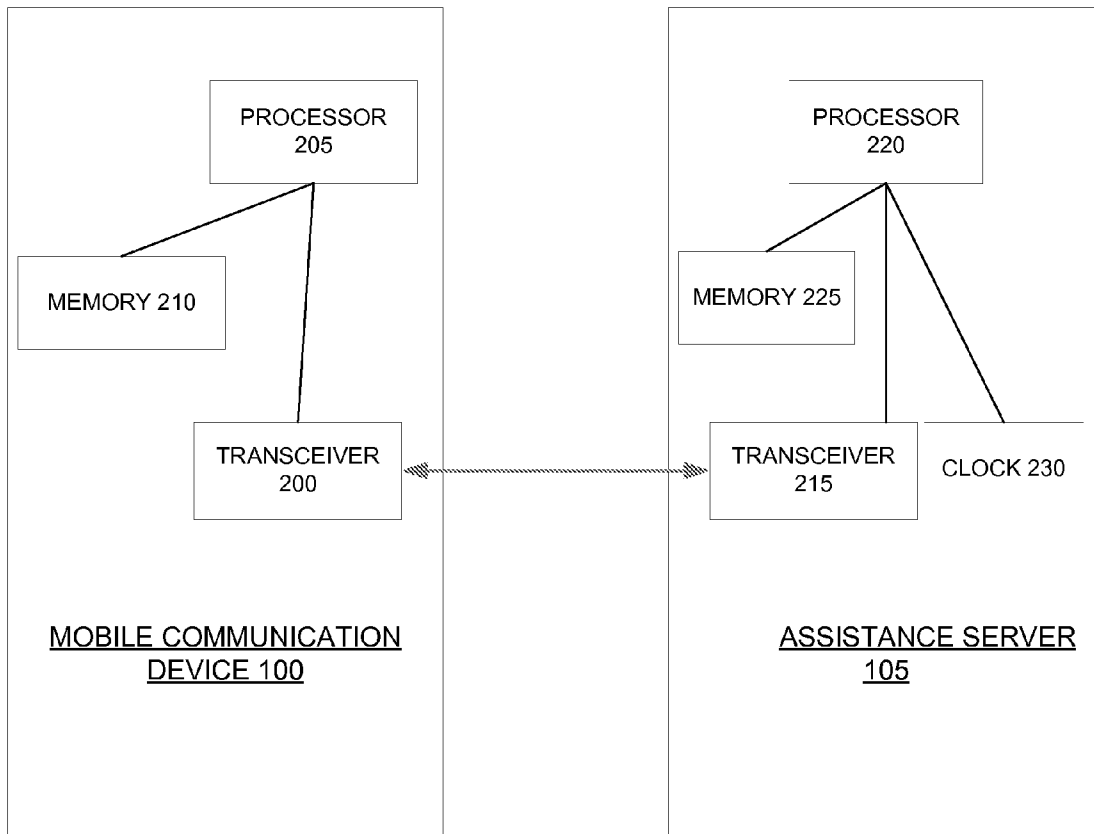 PROCESSOR
205
MEMORY 210
TRANSCEIVER
200
MOBILE COMMUNICATION
DEVICE 100
PROCESSOR
220
MEMORY 225
TRANSCEIVER
215
CLOCK 230
ASSISTANCE SERVER
105